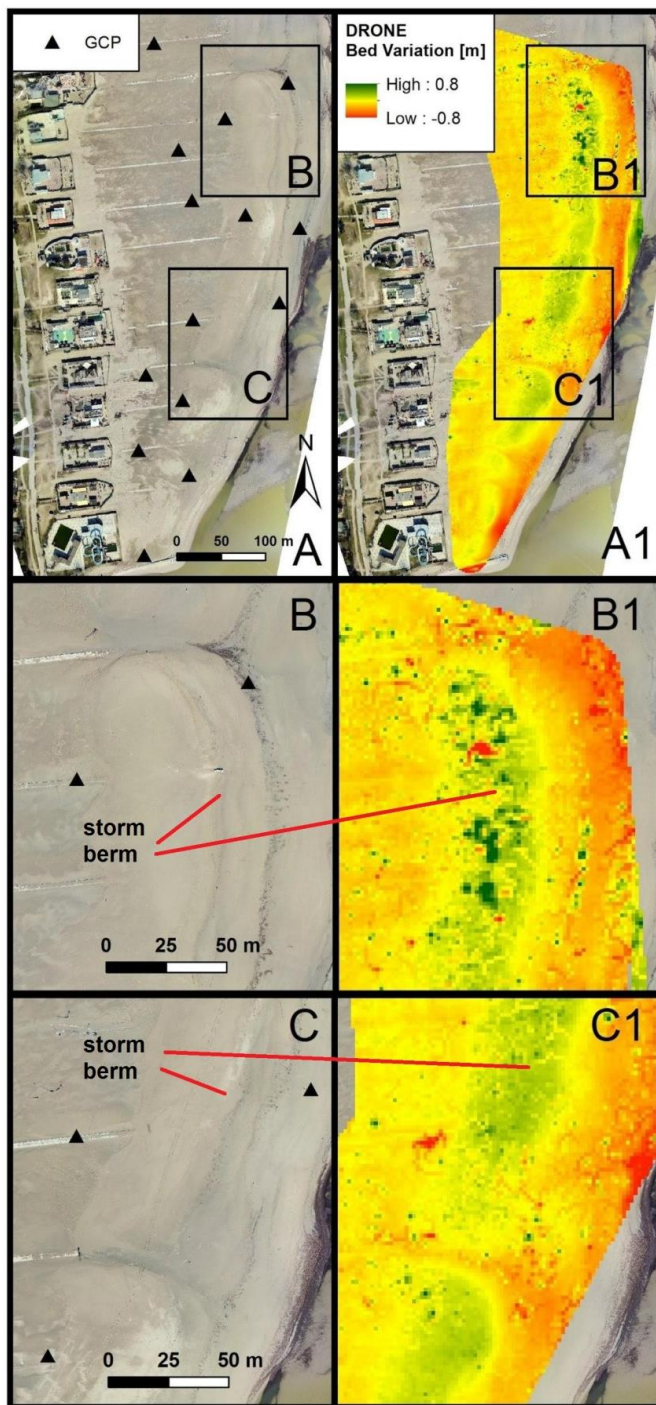 GCP
DRONE
Bed Variation [m]
High : 0.8
Low : -0.8
B
B1
C
C1
N
0 50 100 m
A
A1
B
B1
storm
berm
0 25 50 m
C
C1
storm
berm
0 25 50 m